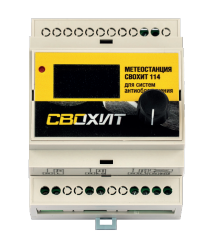 МЕТЕОСТАНЦИЯ
СВОХИТ 114
ДЛЯ СИСТЕМ
АНТИОБЛЕДЕНЕНИЯ
СВОХИТ